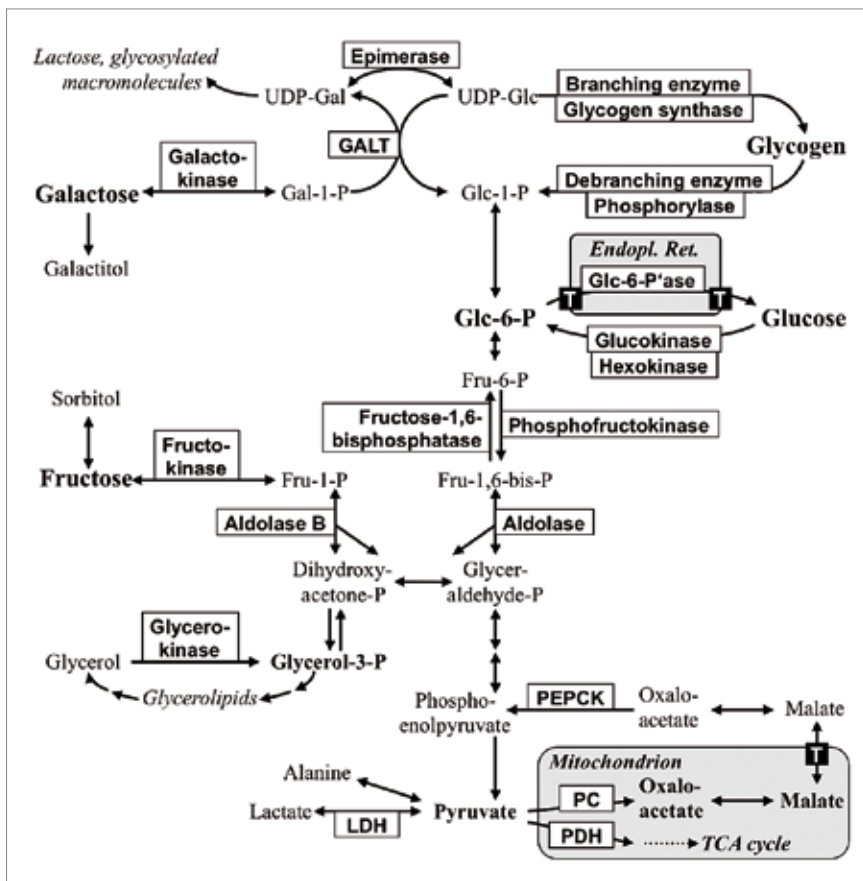 Lactose, glycosylated
macromolecules
Epimerase
UDP-Gal
UDP-Glc
Branching enzyme
Glycogen synthase
GALT
Glycogen
Galacto-
kinase
Galactose
Gal-1-P
Glc-1-P
Debranching enzyme
Phosphorylase
Galactitol
Endopl. Ret.
Glc-6-P'ase
T
T
Glc-6-P
Glucose
Glucokinase
Hexokinase
Fru-6-P
Sorbitol
Fructose-1,6-
bisphosphatase
Phosphofructokinase
Fructo-
kinase
Fructose
Fru-1-P
Fru-1,6-bis-P
Aldolase B
Aldolase
Dihydroxy-
acetone-P
Glycer-
aldehyde-P
Glycero-
kinase
Glycerol
Glycerol-3-P
Glycerolipids
Phospho-
enolpyruvate
PEPCK
Oxalo-
acetate
Malate
T
Mitochondrion
Alanine
Lactate
LDH
Pyruvate
PC
Oxalo-
acetate
Malate
PDH
TCA cycle